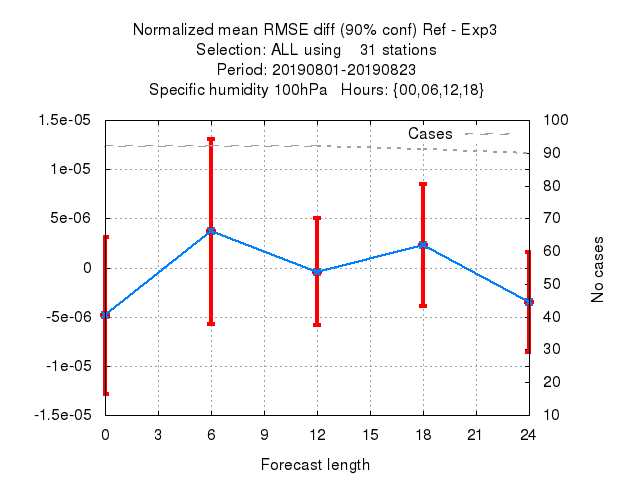 Normalized mean RMSE diff (90% conf) Ref - Exp3
Selection: ALL using    31 stations
Period: 20190801-20190823
Specific humidity 100hPa   Hours: {00,06,12,18}
1.5e-05
1e-05
5e-06
0
-5e-06
-1e-05
-1.5e-05
Cases
100
90
80
70
60
50
40
30
20
10
No cases
0 3 6 9 12 15 18 21 24
Forecast length